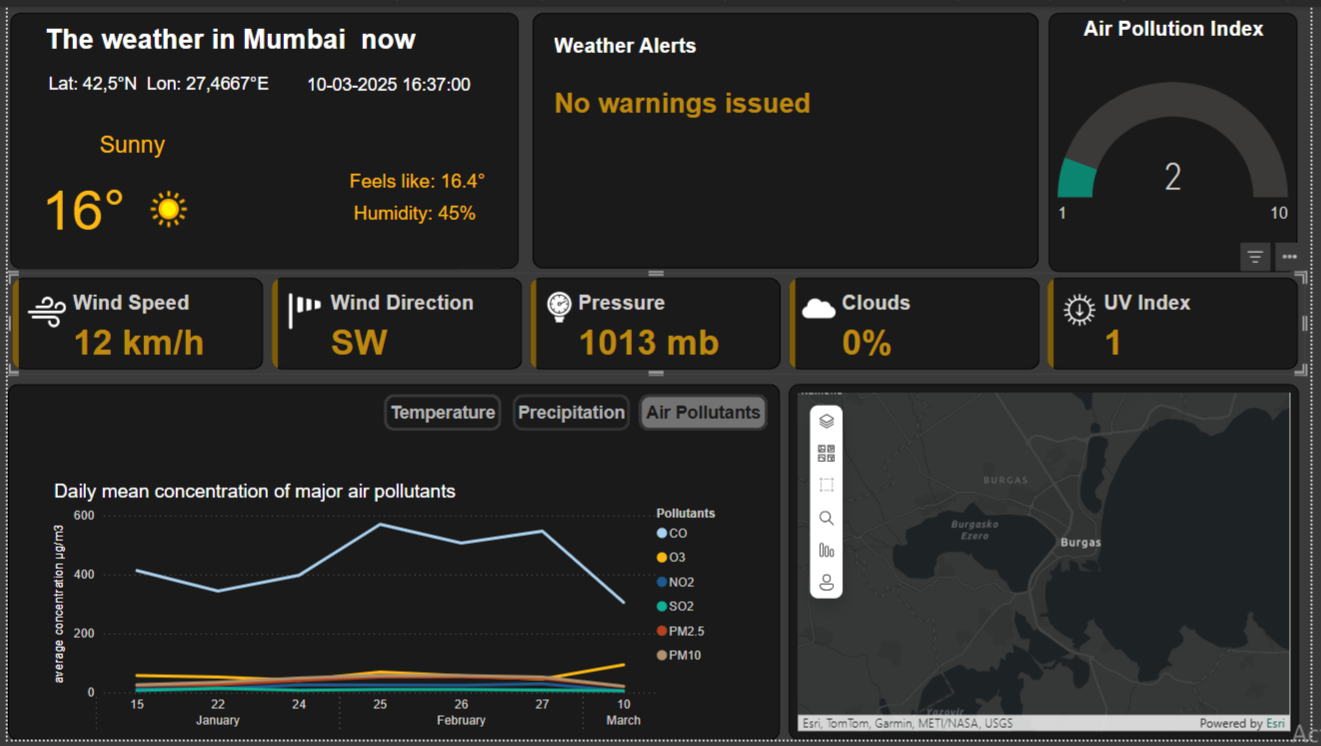 The weather in Mumbai  now
Lat: 42,5°N  Lon: 27,4667°E
10-03-2025 16:37:00
Sunny
16°
Feels like: 16.4°
Humidity: 45%
Weather Alerts
No warnings issued
Air Pollution Index
2
1
10
Wind Speed
12 km/h
Wind Direction
SW
Pressure
1013 mb
Clouds
0%
UV Index
1
Temperature
Precipitation
Air Pollutants
Daily mean concentration of major air pollutants
average concentration µg/m3
600
400
200
0
15
22
24
25
26
27
10
January
February
March
Pollutants
CO
O3
NO2
SO2
PM2.5
PM10
BURGAS
Burgasko
Ezero
Burgas
Esri, TomTom, Garmin, METI/NASA, USGS
Powered by Esri